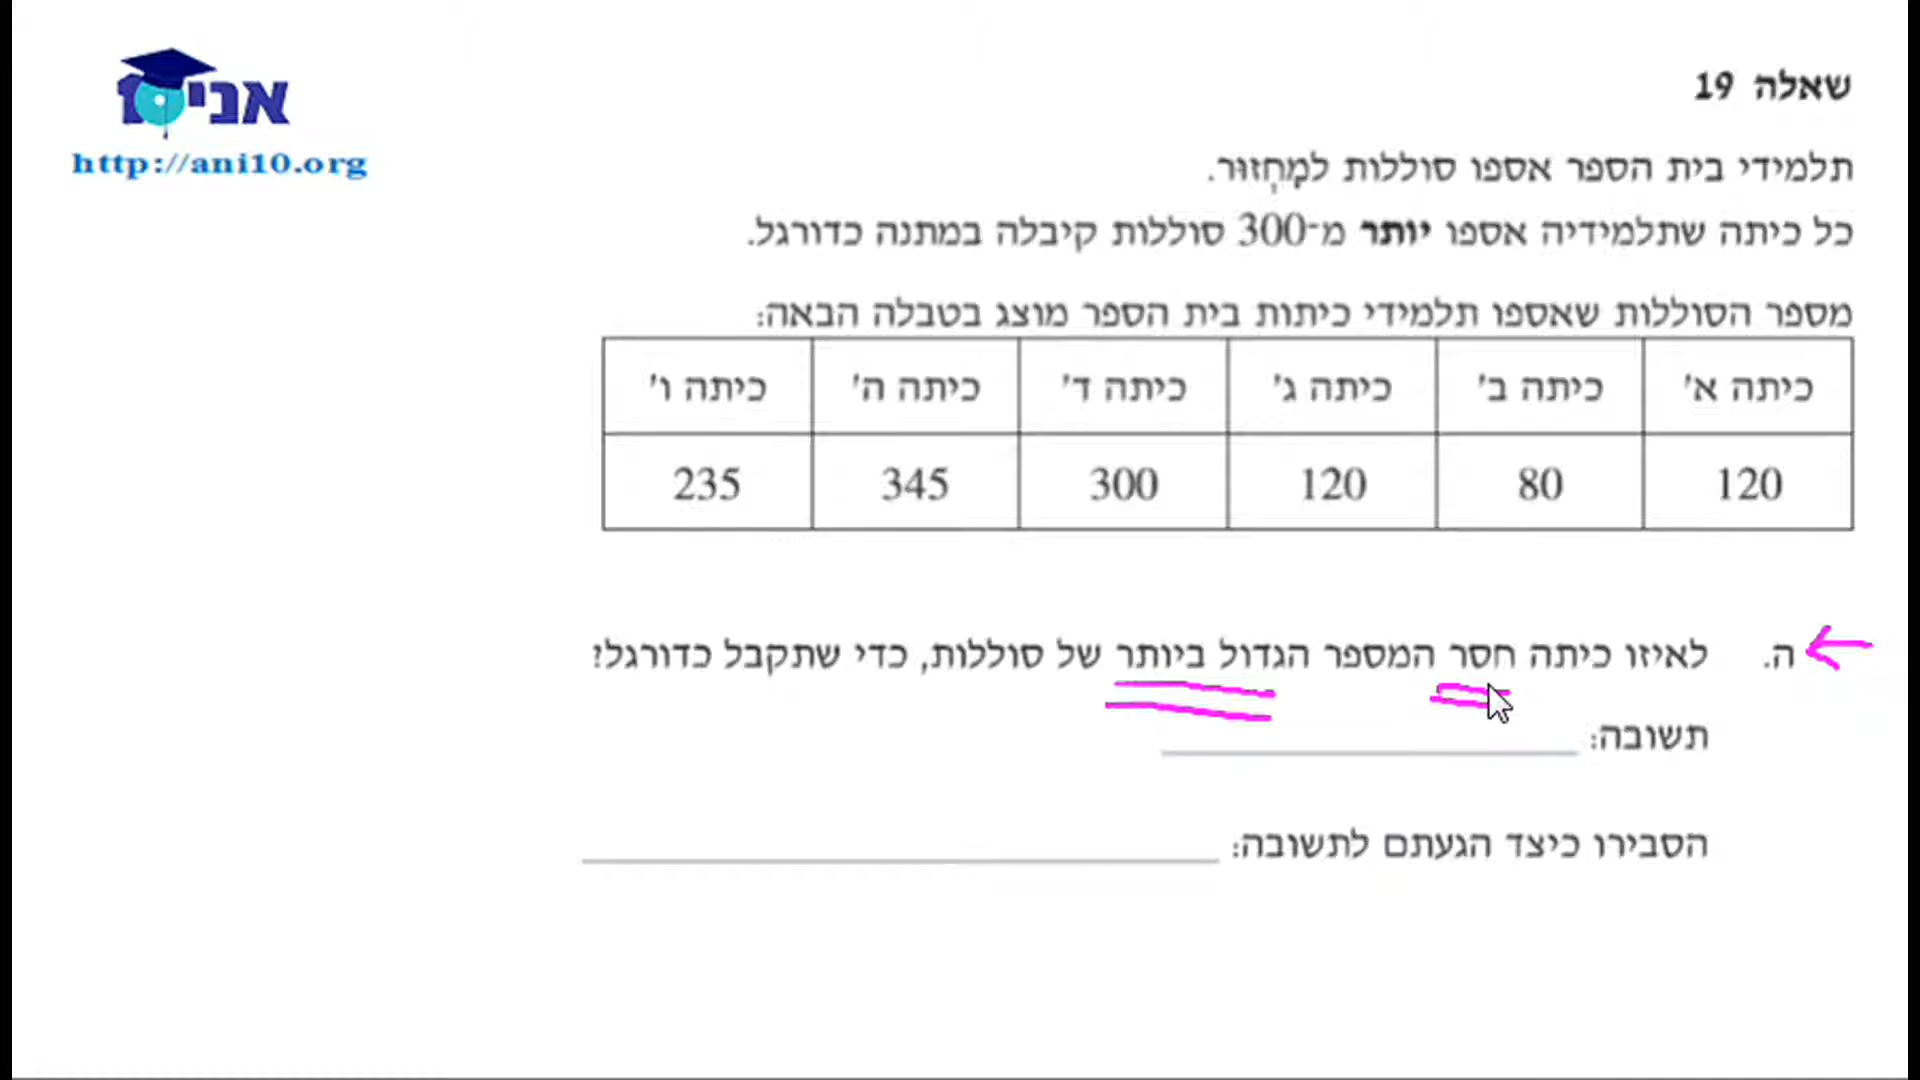 אני10
http://ani10.org
שאלה 19
תלמידי בית הספר אספו סוללות למָחְזוּר.
כל כיתה שתלמידיה אספו יותר מ־300 סוללות קיבלה במתנה כדורגל.
מספר הסוללות שאספו תלמידי כיתות בית הספר מוצג בטבלה הבאה:
כיתה א' כיתה ב' כיתה ג' כיתה ד' כיתה ה' כיתה ו'
120 80 120 300 345 235
ה. לאיזו כיתה חסר המספר הגדול ביותר של סוללות, כדי שתקבל כדורגל?
תשובה:
הסבירו כיצד הגעתם לתשובה: